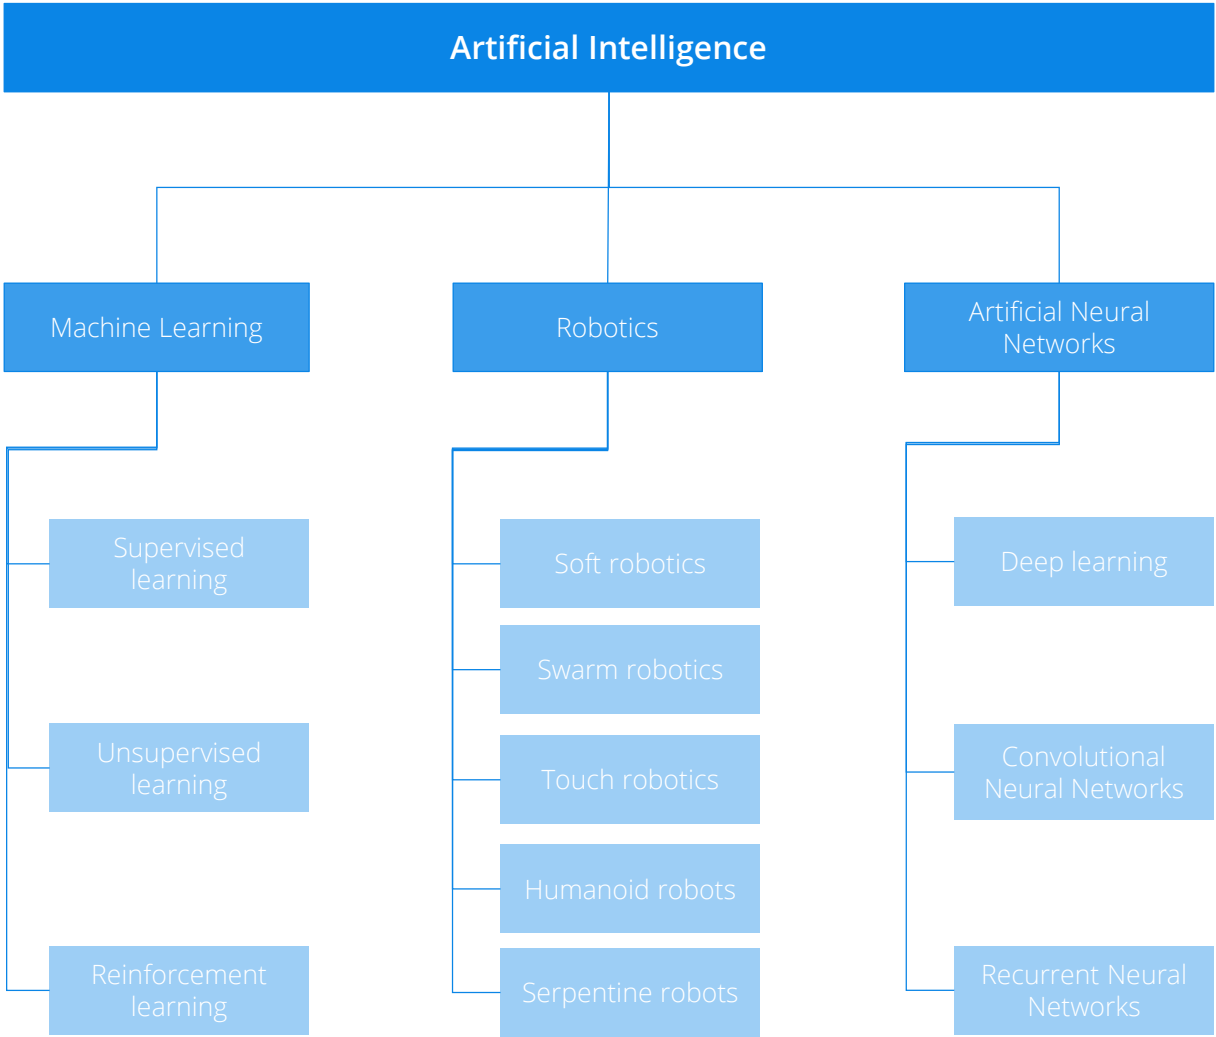 Artificial Intelligence
Machine Learning
Robotics
Artificial Neural
Networks
Supervised
learning
Unsupervised
learning
Reinforcement
learning
Soft robotics
Swarm robotics
Touch robotics
Humanoid robots
Serpentine robots
Deep learning
Convolutional
Neural Networks
Recurrent Neural
Networks